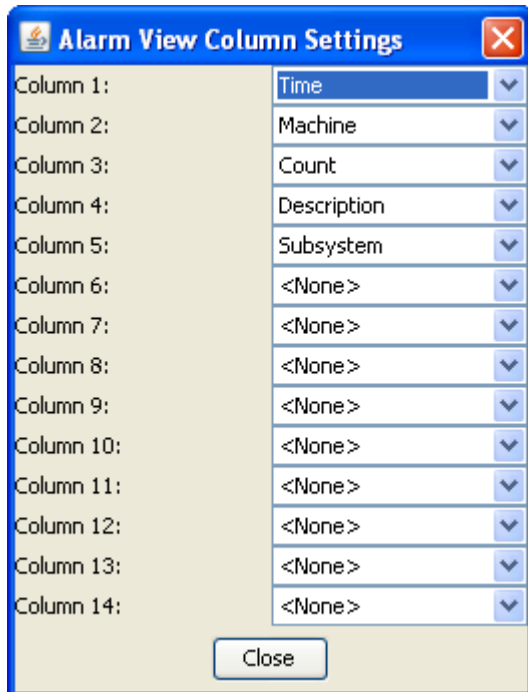 Alarm View Column Settings
Column 1: Time
Column 2: Machine
Column 3: Count
Column 4: Description
Column 5: Subsystem
Column 6: <None>
Column 7: <None>
Column 8: <None>
Column 9: <None>
Column 10: <None>
Column 11: <None>
Column 12: <None>
Column 13: <None>
Column 14: <None>
Close